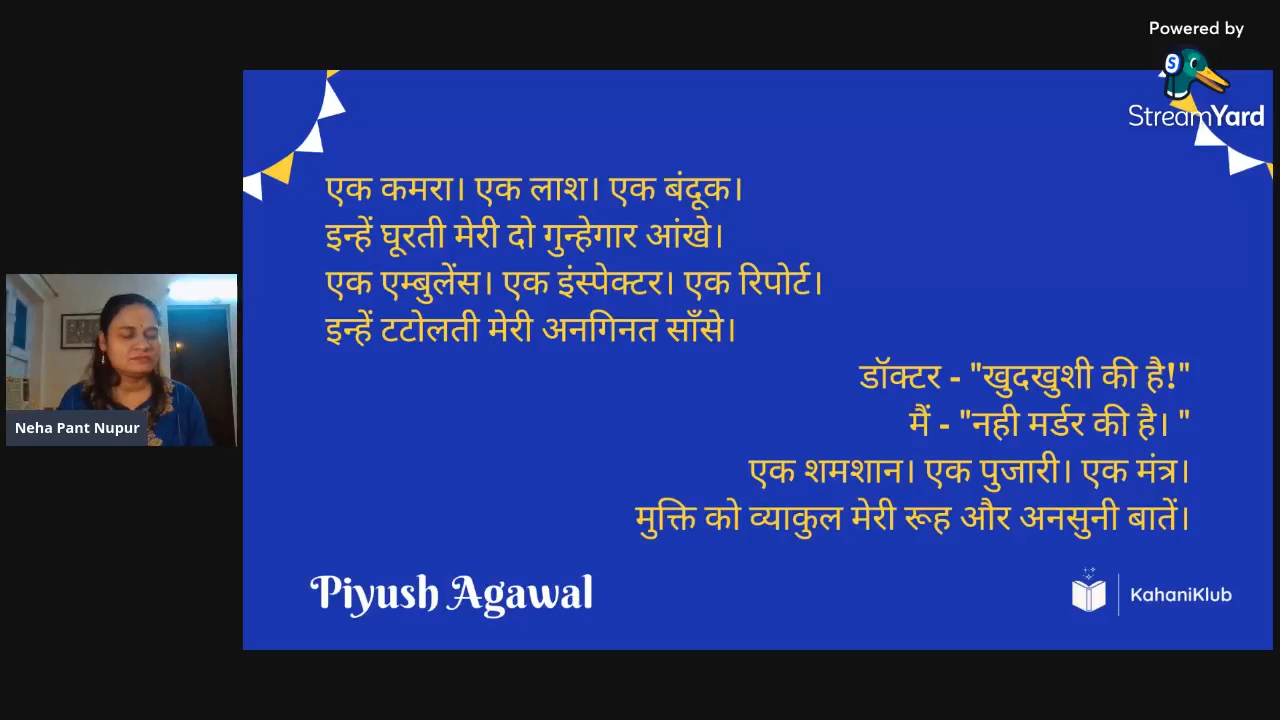 Powered by
StreamYard
एक कमरा। एक लाश। एक बंदूक।
इन्हें घूरती मेरी दो गुन्हेगार आंखे।
एक एम्बुलेंस। एक इंस्पेक्टर। एक रिपोर्ट।
इन्हें टटोलती मेरी अनगिनत साँसे।
डॉक्टर - "खुदखुशी की है!"
मैं - "नही मर्डर की है। "
एक शमशान। एक पुजारी। एक मंत्र।
मुक्ति को व्याकुल मेरी रूह और अनसुनी बातें।
Neha Pant Nupur
Piyush Agawal
KahaniKlub